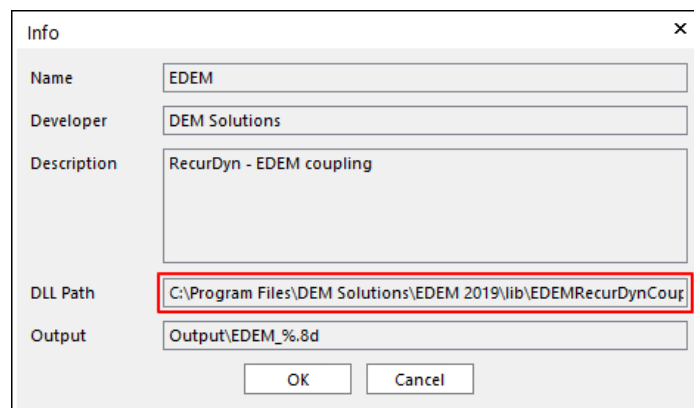 Info
Name EDEM
Developer DEM Solutions
Description RecurDyn - EDEM coupling
DLL Path C:\Program Files\DEM Solutions\EDEM 2019\lib\EDEMRecurDynCoup
Output Output\EDEM_%.8d
OK Cancel